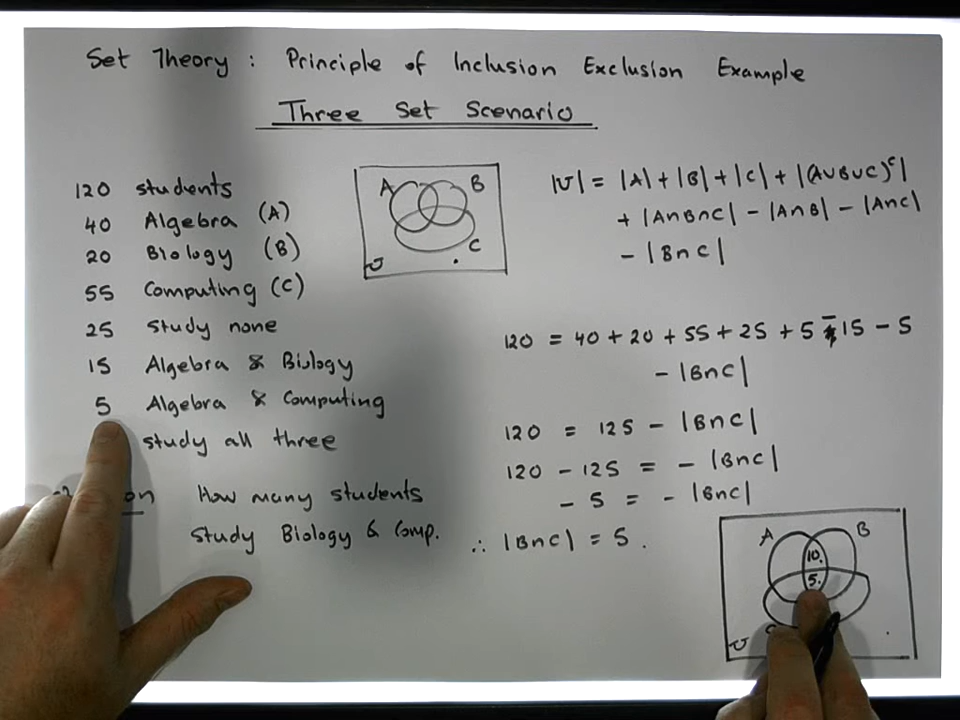 Set Theory : Principle of Inclusion Exclusion Example
Three Set Scenario
120 students
40 Algebra (A)
20 Biology (B)
55 Computing (C)
25 Study none
15 Algebra & Biology
5 Algebra & Computing
study all three
How many students
study Biology & Comp.
A B
C
U
|U| = |A| + |B| + |C| + |(A∪B∪C)ᶜ|
+ |A∩B∩C| - |A∩B| - |A∩C|
- |B∩C|
120 = 40 + 20 + 55 + 25 + 5 - 15 - 5
- |B∩C|
120 = 125 - |B∩C|
120 - 125 = - |B∩C|
- 5 = - |B∩C|
∴ |B∩C| = 5 .
A B
10.
5.
U